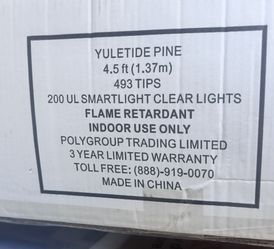 YULETIDE PINE
4.5 ft (1.37m)
493 TIPS
200 UL SMARTLIGHT CLEAR LIGHTS
FLAME RETARDANT
INDOOR USE ONLY
POLYGROUP TRADING LIMITED
3 YEAR LIMITED WARRANTY
TOLL FREE: (888)-919-0070
MADE IN CHINA